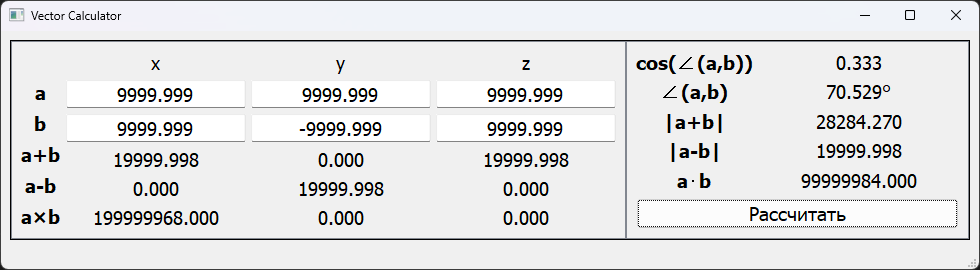 Vector Calculator
x y z
a 9999.999 9999.999 9999.999
b 9999.999 -9999.999 9999.999
a+b 19999.998 0.000 19999.998
a-b 0.000 19999.998 0.000
a×b 199999968.000 0.000 0.000
cos(∠(a,b)) 0.333
∠(a,b) 70.529°
|a+b| 28284.270
|a-b| 19999.998
a·b 99999984.000
Рассчитать